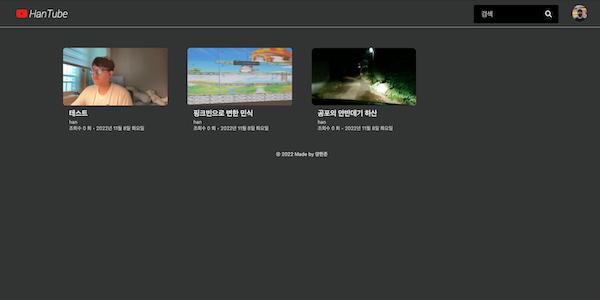 HanTube
검색
테스트
han
조회수 0 회 • 2022년 11월 8일 화요일
핑크빈으로 변한 민식
han
조회수 0 회 • 2022년 11월 8일 화요일
공포의 안반데기 하산
han
조회수 0 회 • 2022년 11월 8일 화요일
© 2022 Made by 양한준